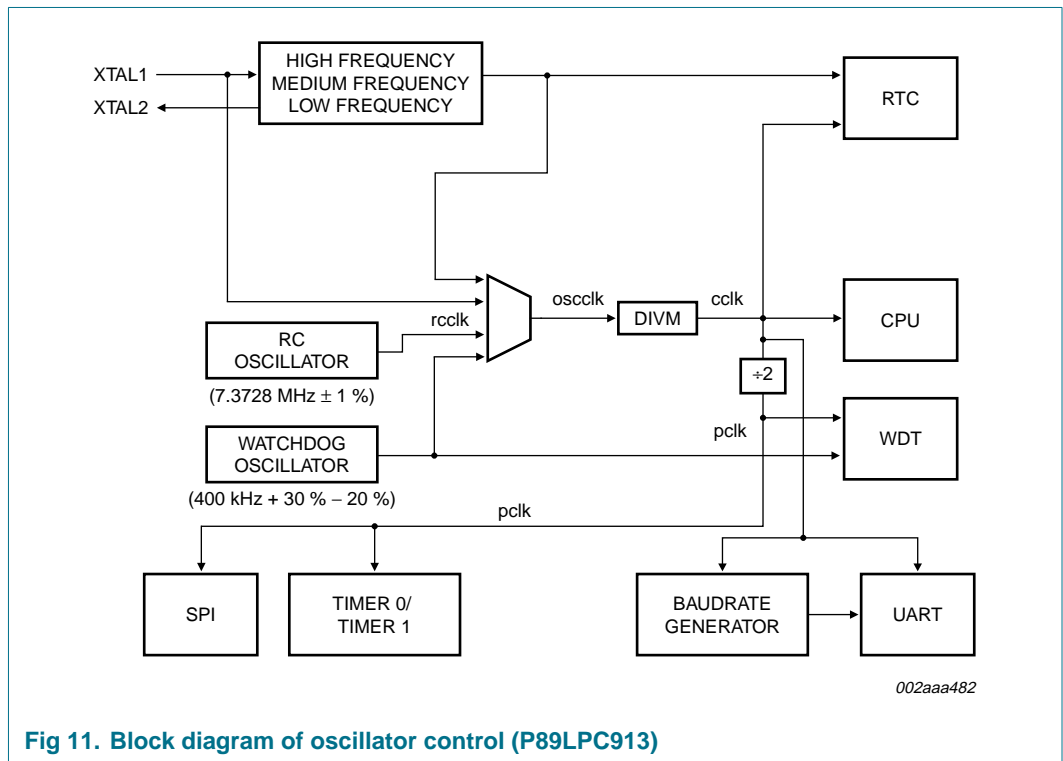 XTAL1
XTAL2
HIGH FREQUENCY
MEDIUM FREQUENCY
LOW FREQUENCY
RTC
oscclk
cclk
rcclk
DIVM
CPU
RC
OSCILLATOR
(7.3728 MHz ± 1 %)
÷2
pclk
WDT
WATCHDOG
OSCILLATOR
(400 kHz + 30 % − 20 %)
pclk
SPI
TIMER 0/
TIMER 1
BAUDRATE
GENERATOR
UART
002aaa482
Fig 11. Block diagram of oscillator control (P89LPC913)